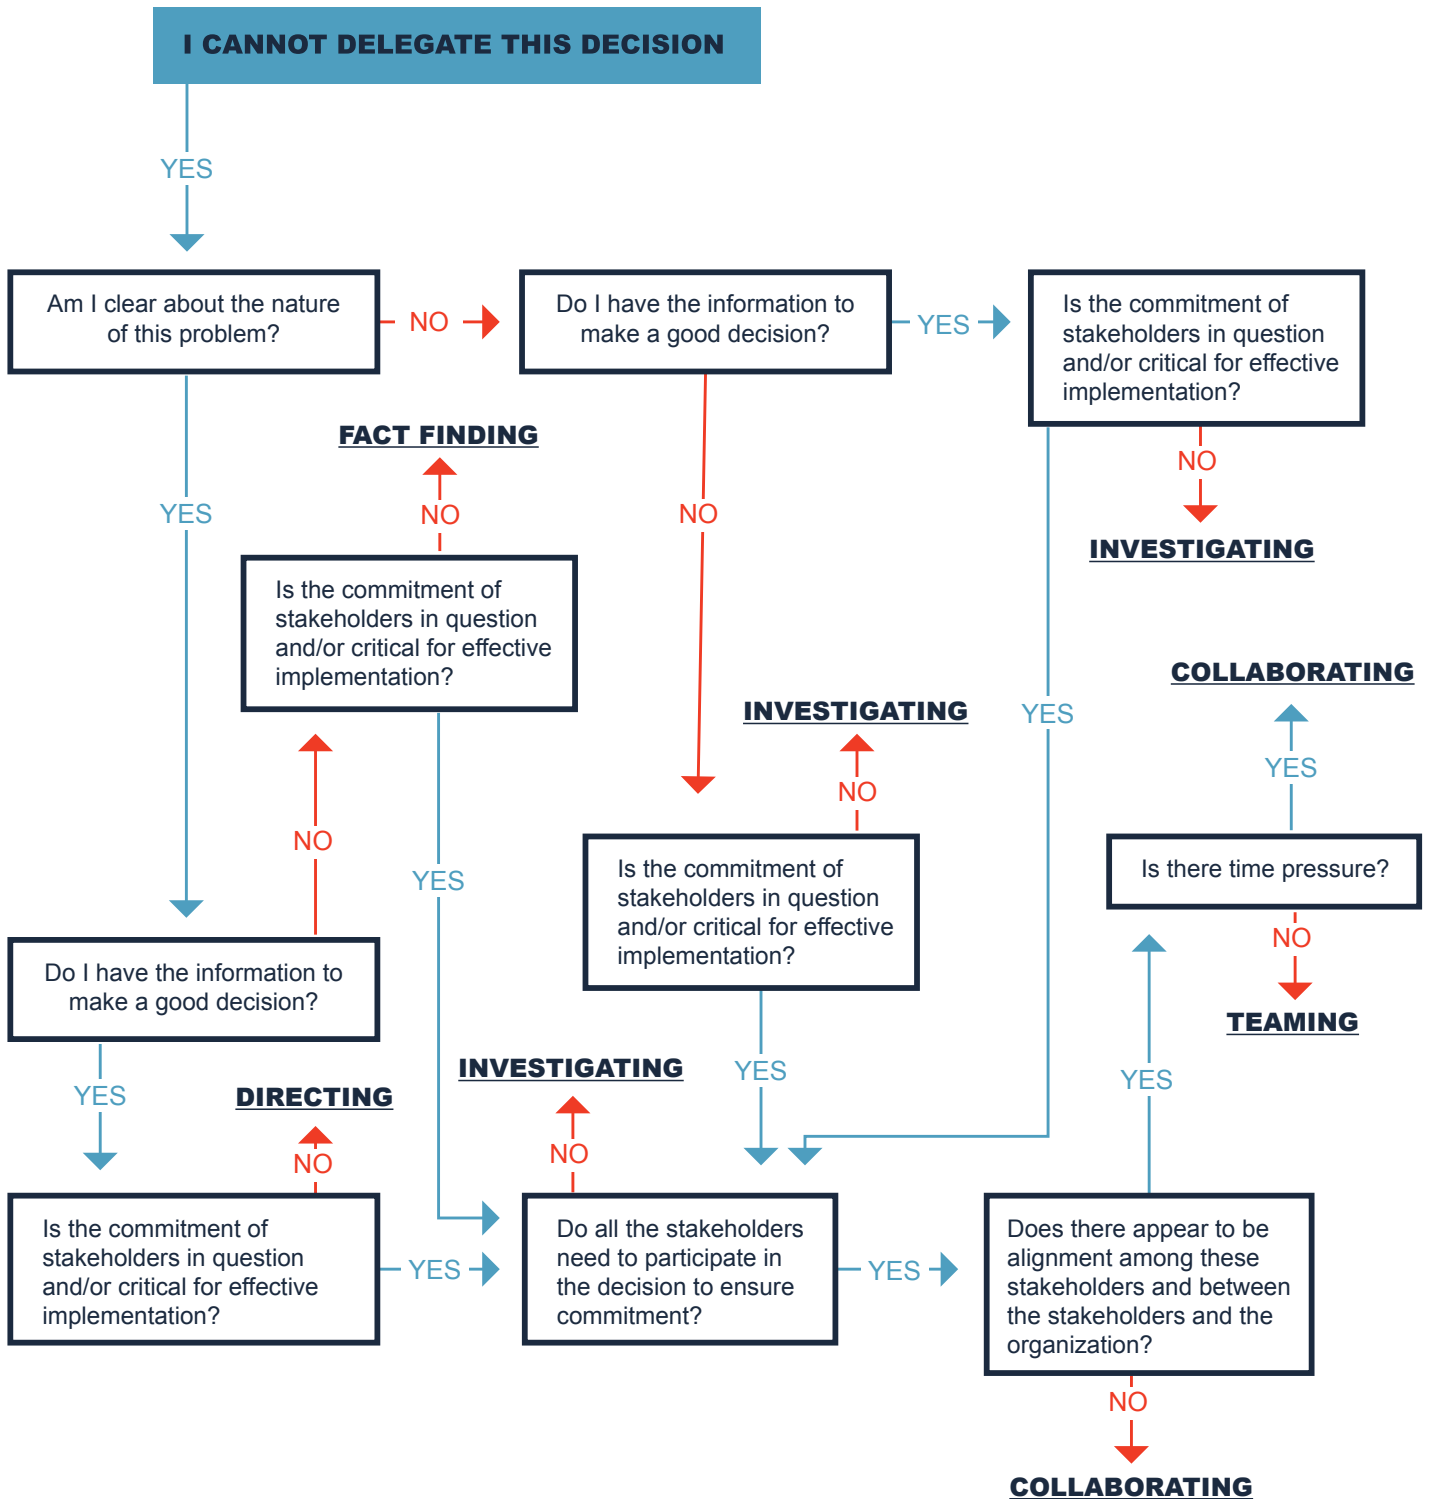 I CANNOT DELEGATE THIS DECISION
YES
Am I clear about the nature
of this problem?
NO
Do I have the information to
make a good decision?
YES
Is the commitment of
stakeholders in question
and/or critical for effective
implementation?
NO
INVESTIGATING
FACT FINDING
NO
YES
NO
Is the commitment of
stakeholders in question
and/or critical for effective
implementation?
COLLABORATING
YES
INVESTIGATING
NO
YES
NO
YES
Is the commitment of
stakeholders in question
and/or critical for effective
implementation?
Is there time pressure?
NO
TEAMING
Do I have the information to
make a good decision?
YES
DIRECTING
NO
INVESTIGATING
NO
YES
YES
Is the commitment of
stakeholders in question
and/or critical for effective
implementation?
YES
Do all the stakeholders
need to participate in
the decision to ensure
commitment?
YES
Does there appear to be
alignment among these
stakeholders and between
the stakeholders and the
organization?
NO
COLLABORATING